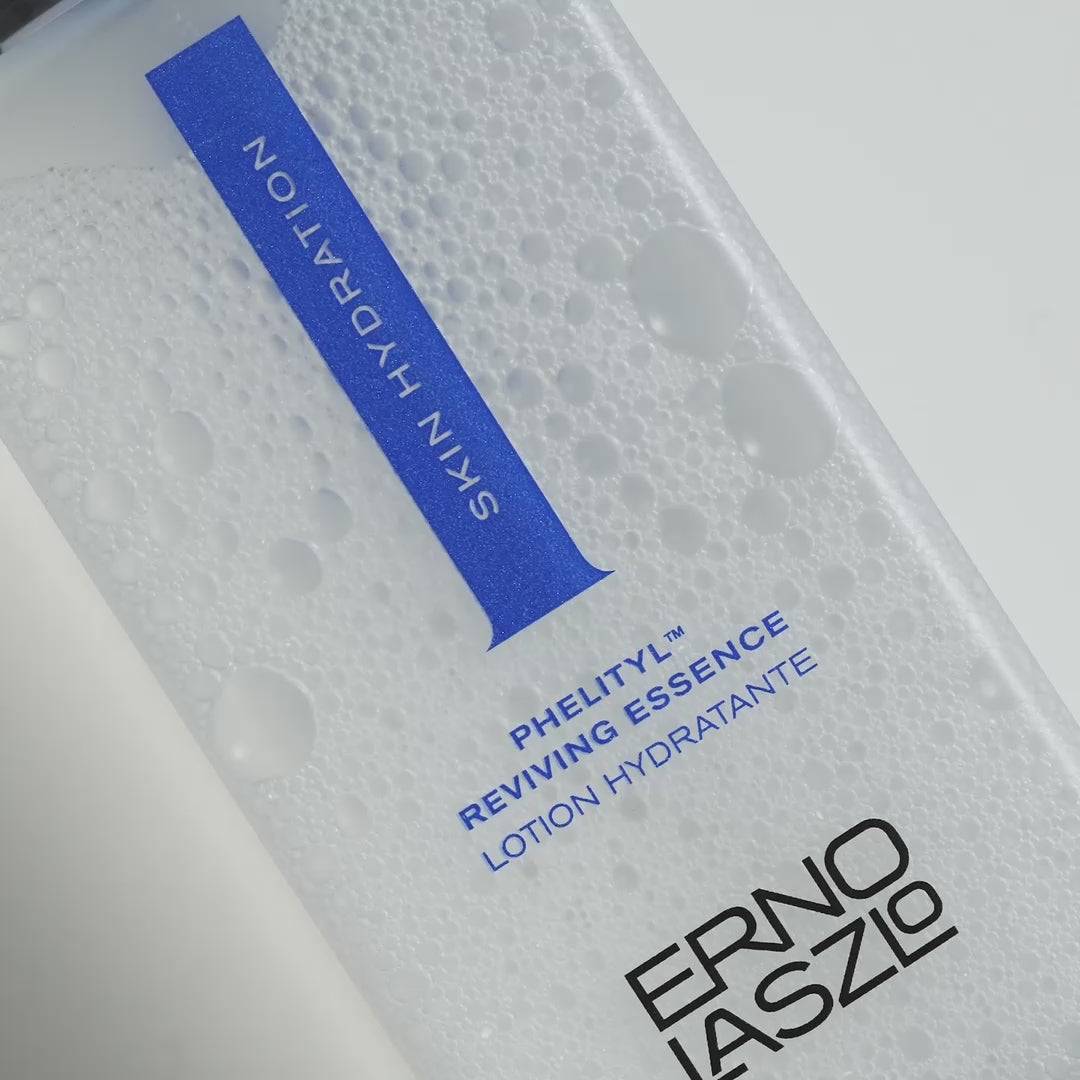 SKIN HYDRATION
PHELITYL™
REVIVING ESSENCE
LOTION HYDRATANTE
ERNO
LASZLO